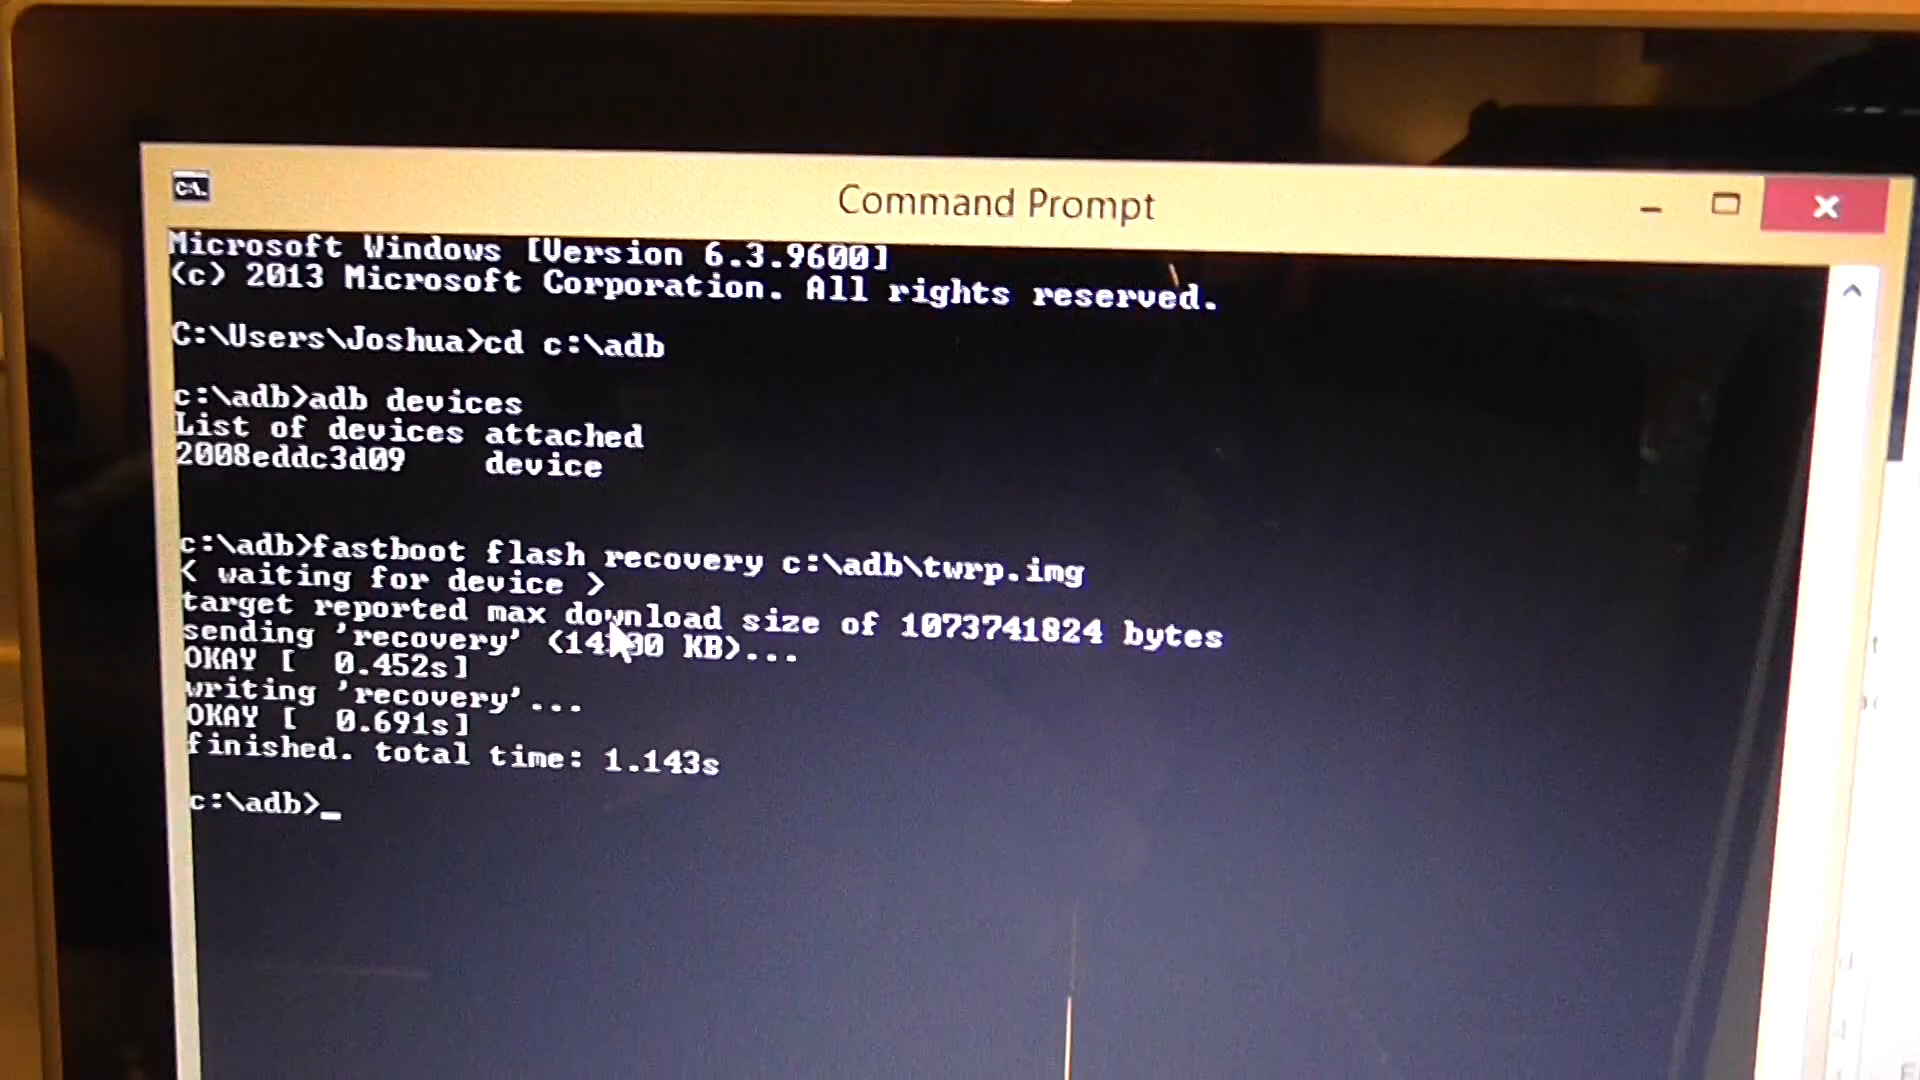 Command Prompt
Microsoft Windows [Version 6.3.9600]
(c) 2013 Microsoft Corporation. All rights reserved.
C:\Users\Joshua>cd c:\adb
c:\adb>adb devices
List of devices attached
2008eddc3d09 device
c:\adb>fastboot flash recovery c:\adb\twrp.img
< waiting for device >
target reported max download size of 1073741824 bytes
sending 'recovery' KB)...
OKAY [ 0.452s]
writing 'recovery'...
OKAY [ 0.691s]
finished. total time: 1.143s
c:\adb>_